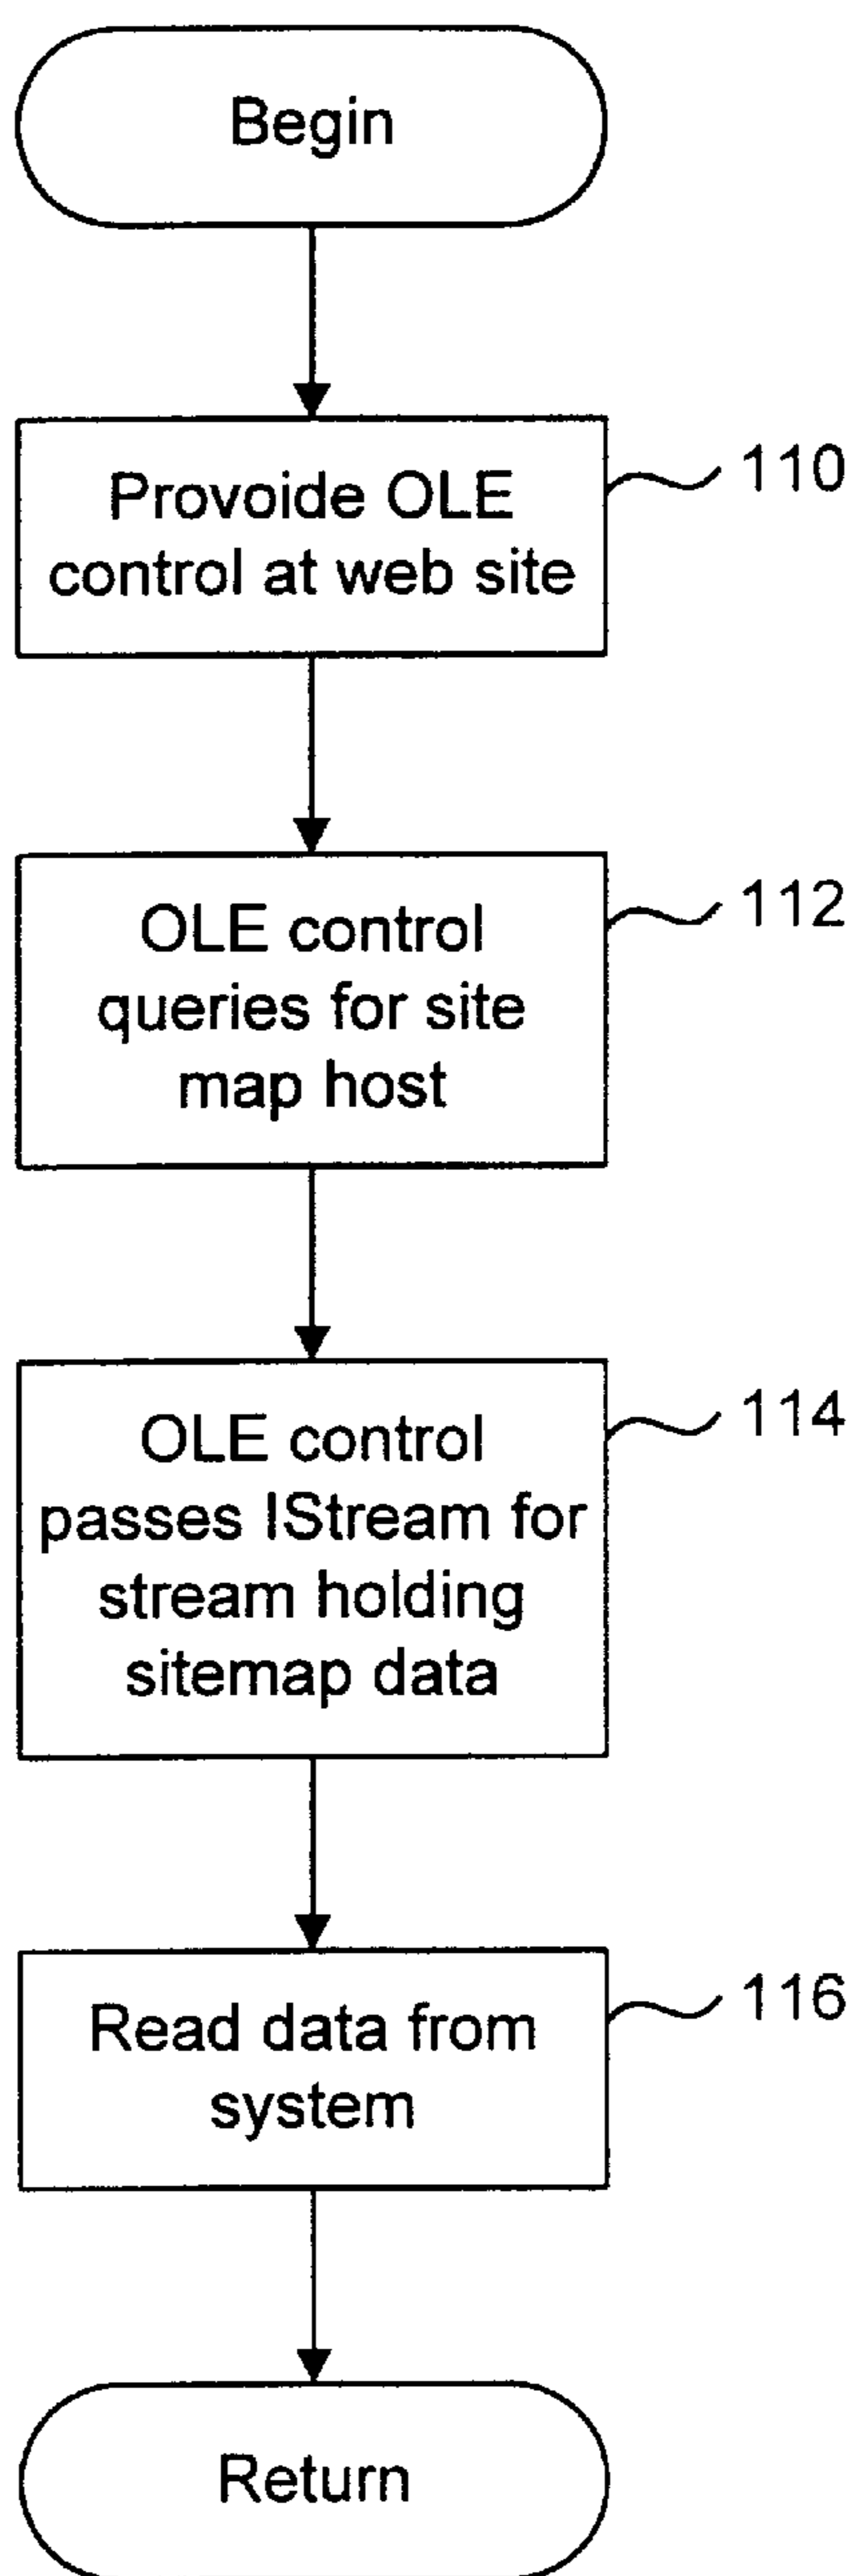 Begin
Provoide OLE
control at web site
110
OLE control
queries for site
map host
112
OLE control
passes IStream for
stream holding
sitemap data
114
Read data from
system
116
Return